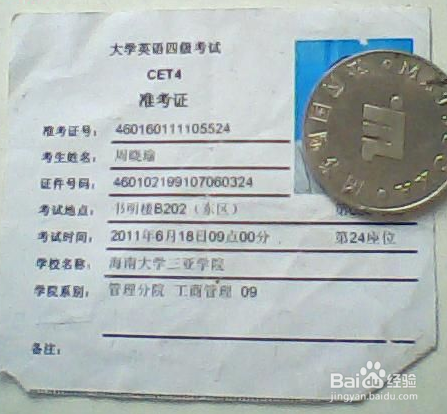 大学英语四级考试
CET4
准考证
准考证号: 460160111105524
考生姓名: 周晓瑜
证件号码: 460102199107060324
考试地点: 书明楼B202（东区）
考试时间: 2011年6月18日09点00分 第24座位
学校名称: 海南大学三亚学院
学院系别: 管理分院 工商管理 09
备注:
Baidu经验
jingyan.baidu.com